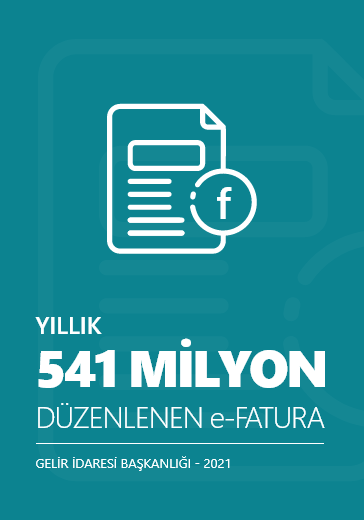 f
YILLIK
541 MİLYON
DÜZENLENEN e-FATURA
GELİR İDARESİ BAŞKANLIĞI - 2021